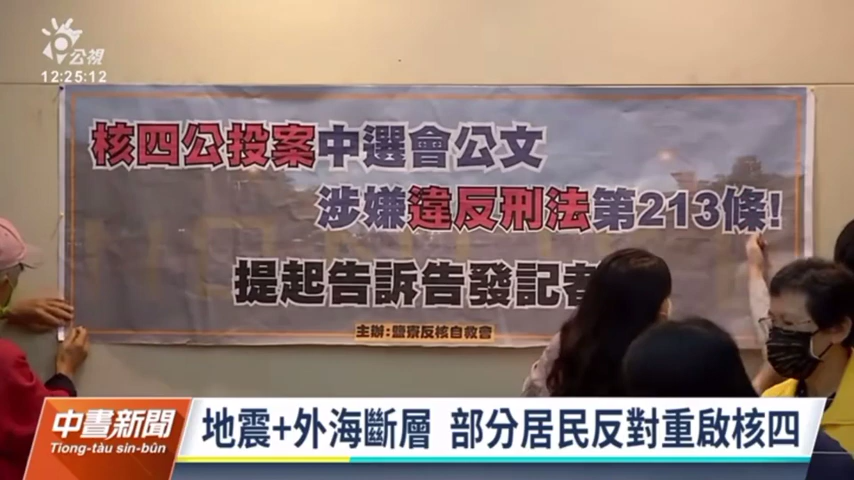 公視
12:25:12
核四公投案中選會公文
涉嫌違反刑法第213條!
提起告訴告發記者
主辦:鹽寮反核自救會
中晝新聞 地震+外海斷層 部分居民反對重啟核四
Tiong-tàu sin-bûn